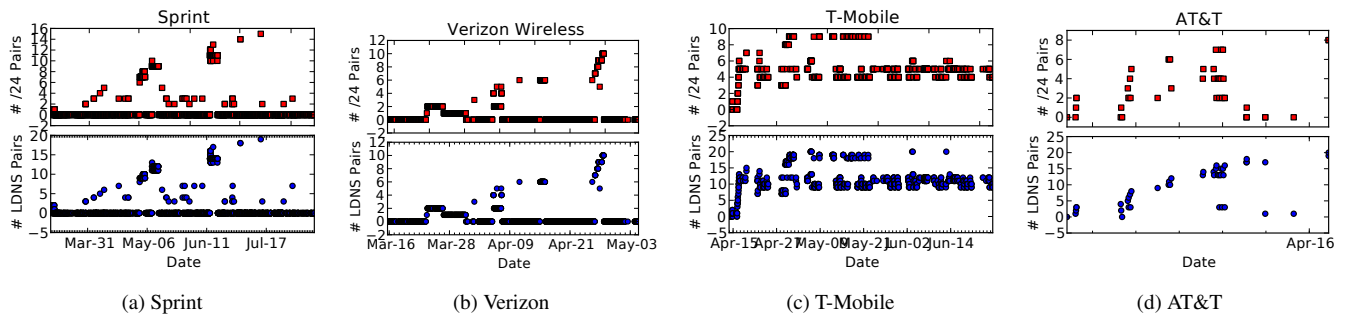 Sprint
# /24 Pairs
16
14
12
10
8
6
4
2
0
−2
# LDNS Pairs
20
15
10
5
0
−5
Mar-31 May-06 Jun-11 Jul-17
Date
(a) Sprint
Verizon Wireless
# /24 Pairs
12
10
8
6
4
2
0
−2
# LDNS Pairs
12
10
8
6
4
2
0
−2
Mar-16 Mar-28 Apr-09 Apr-21 May-03
Date
(b) Verizon
T-Mobile
# /24 Pairs
10
8
6
4
2
0
−2
# LDNS Pairs
25
20
15
10
5
0
−5
Apr-15 Apr-27 May-09 May-21 Jun-02 Jun-14
Date
(c) T-Mobile
AT&T
# /24 Pairs
8
6
4
2
0
# LDNS Pairs
25
20
15
10
5
0
−5
Apr-16
Date
(d) AT&T